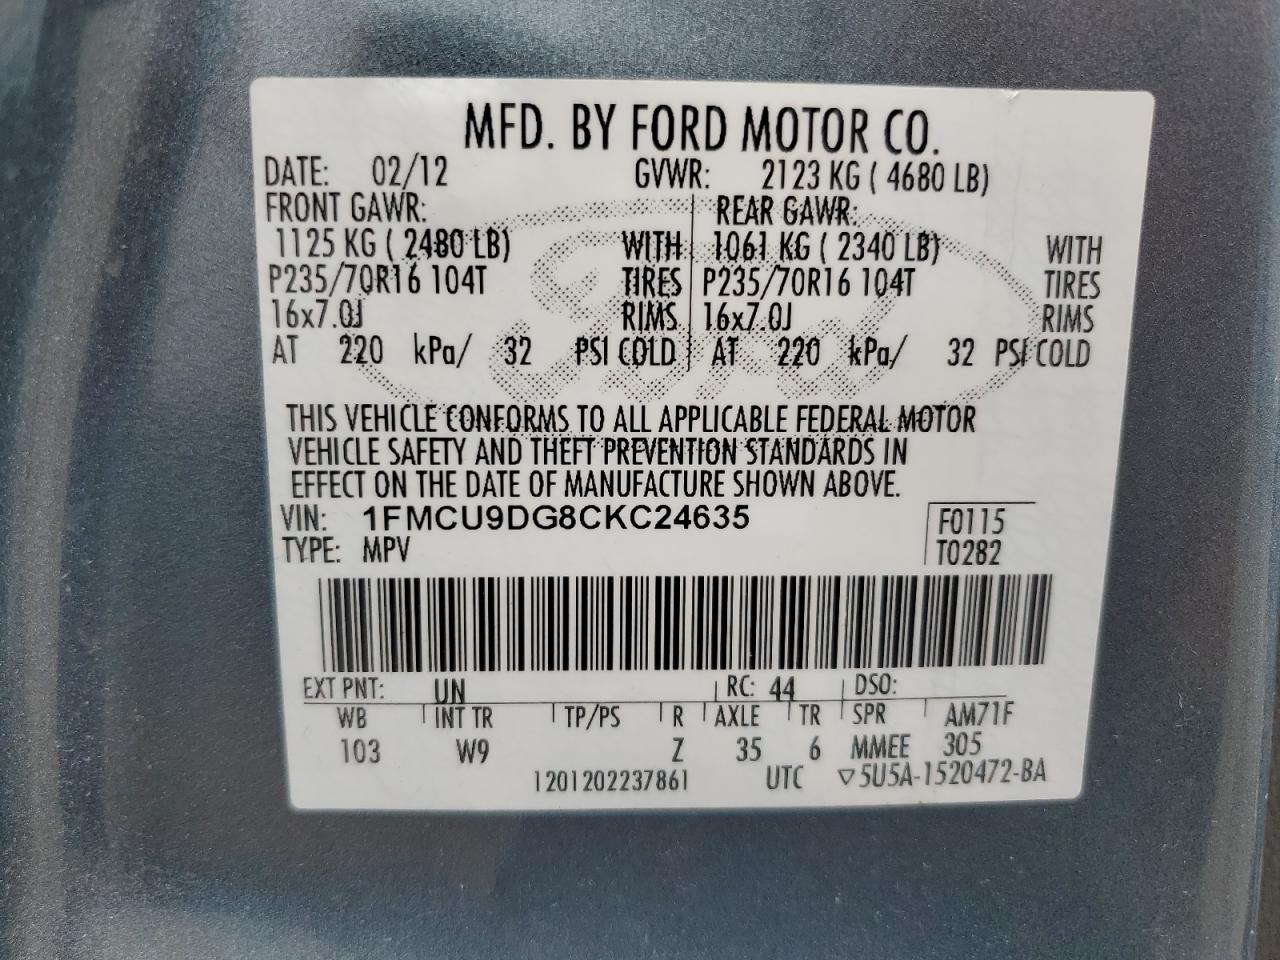 MFD. BY FORD MOTOR CO.
DATE: 02/12 GVWR: 2123 KG ( 4680 LB)
FRONT GAWR: REAR GAWR:
1125 KG ( 2480 LB) WITH 1061 KG ( 2340 LB) WITH
P235/70R16 104T TIRES P235/70R16 104T TIRES
16x7.0J RIMS 16x7.0J RIMS
AT 220 kPa/ 32 PSI COLD AT 220 kPa/ 32 PSI COLD
THIS VEHICLE CONFORMS TO ALL APPLICABLE FEDERAL MOTOR
VEHICLE SAFETY AND THEFT PREVENTION STANDARDS IN
EFFECT ON THE DATE OF MANUFACTURE SHOWN ABOVE.
VIN: 1FMCU9DG8CKC24635 F0115
TYPE: MPV T0282
EXT PNT: UN RC: 44 DSO:
WB INT TR TP/PS R AXLE TR SPR AM71F
103 W9 Z 35 6 MMEE 305
1201202237861 UTC ▽5U5A-1520472-BA
Ford